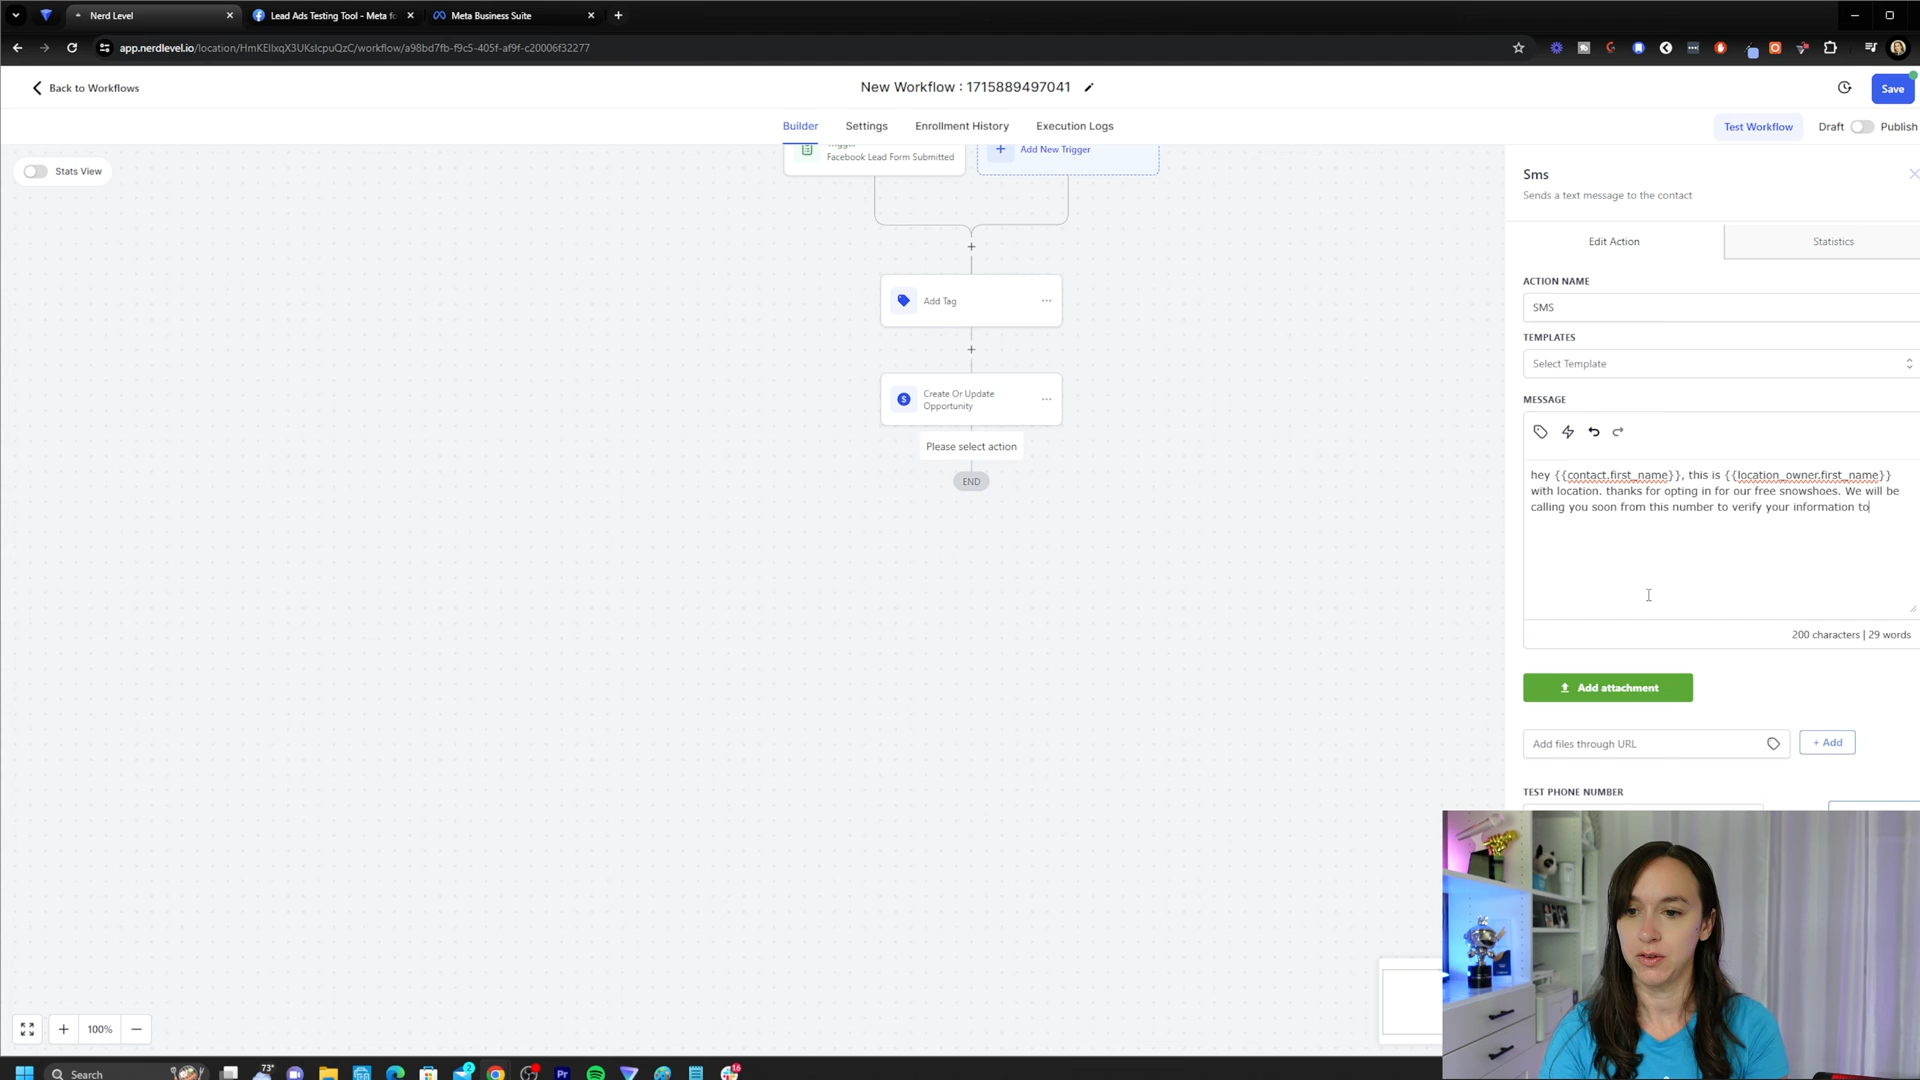 Nerd Level
Lead Ads Testing Tool - Meta fo
Meta Business Suite
app.nerdlevel.io/location/HmKEIlxqX3UKslcpuQzC/workflow/a98bd7fb-f9c5-405f-af9f-c20006f32277
Back to Workflows
New Workflow : 1715889497041
Save
Builder
Settings
Enrollment History
Execution Logs
Test Workflow
Draft
Publish
Stats View
Trigger
Facebook Lead Form Submitted
Add New Trigger
Add Tag
Create Or Update
Opportunity
Please select action
END
Sms
Sends a text message to the contact
Edit Action
Statistics
ACTION NAME
SMS
TEMPLATES
Select Template
MESSAGE
hey {{contact.first_name}}, this is {{location_owner.first_name}}
with location. thanks for opting in for our free snowshoes. We will be
calling you soon from this number to verify your information to
200 characters | 29 words
Add attachment
Add files through URL
+ Add
TEST PHONE NUMBER
100%
Search
73°
2
16